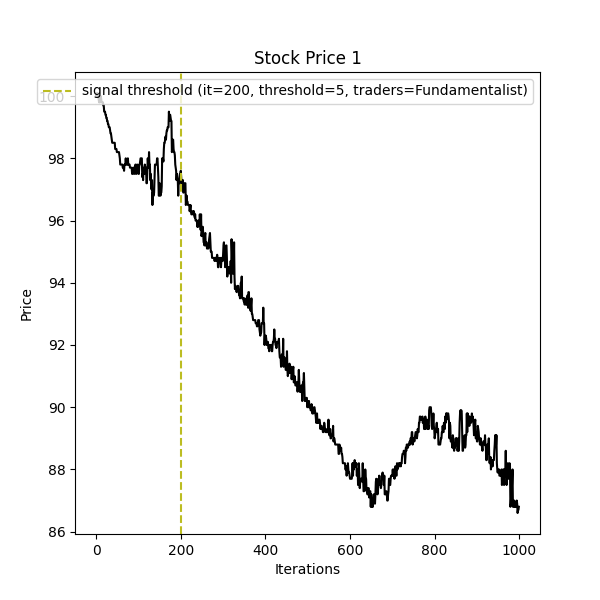 Stock Price 1
signal threshold (it=200, threshold=5, traders=Fundamentalist)
100
98
96
94
92
90
88
86
Price
0 200 400 600 800 1000
Iterations